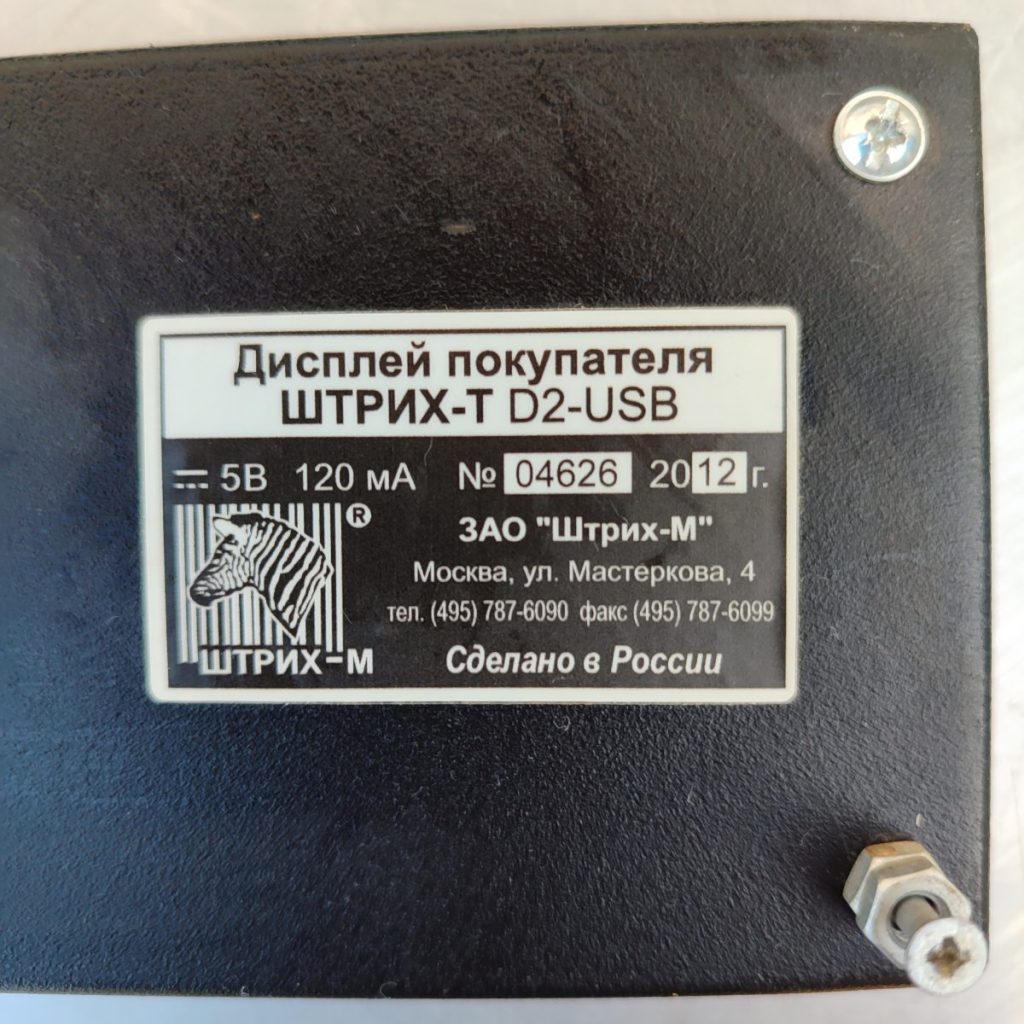 Дисплей покупателя
ШТРИХ-Т D2-USB
5В 120 мА № 04626 2012 г.
®
ЗАО "Штрих-М"
Москва, ул. Мастеркова, 4
тел. (495) 787-6090 факс (495) 787-6099
ШТРИХ-М
Сделано в России